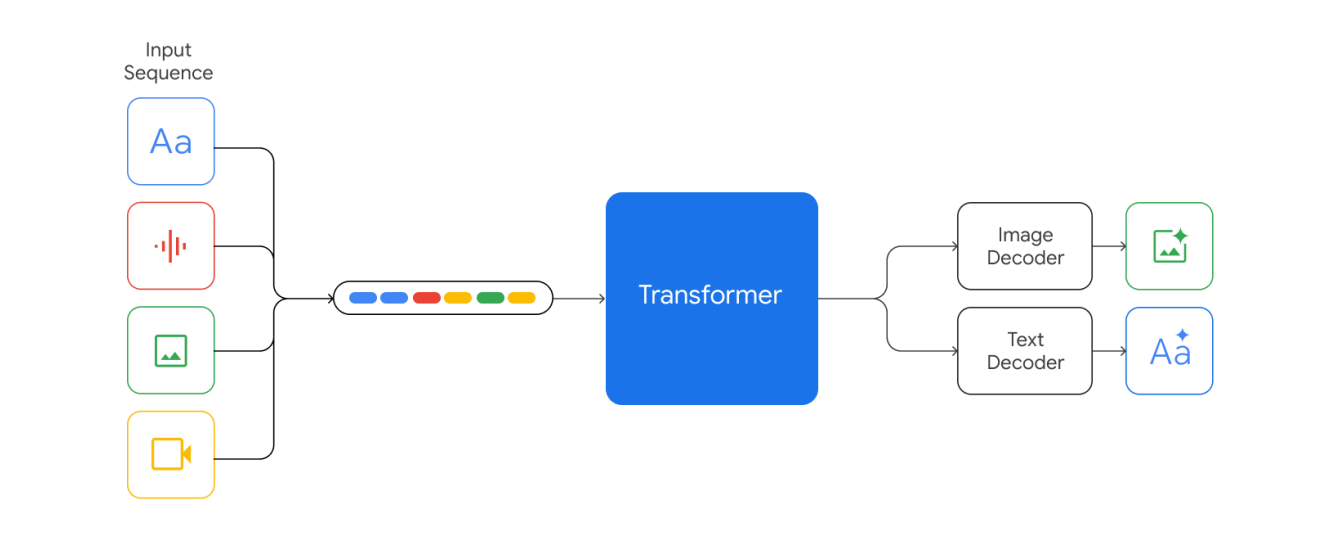 Input
Sequence
Aa
Transformer
Image
Decoder
Text
Decoder
Aa